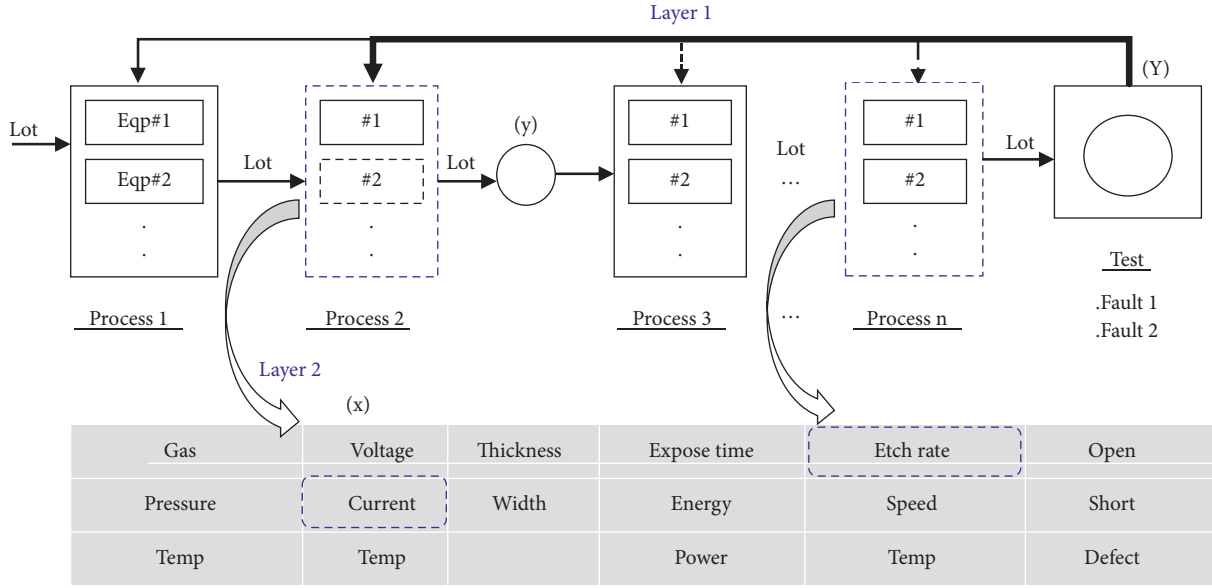 Layer 1
(Y)
Lot
Eqp#1
Eqp#2
.
.
Process 1
Lot
#1
#2
.
.
Process 2
Lot
(y)
#1
#2
.
.
Process 3
Lot
...
...
#1
#2
.
.
Process n
Lot
Test
.Fault 1
.Fault 2
Layer 2
(x)
Gas Voltage Thickness Expose time Etch rate Open
Pressure Current Width Energy Speed Short
Temp Temp Power Temp Defect